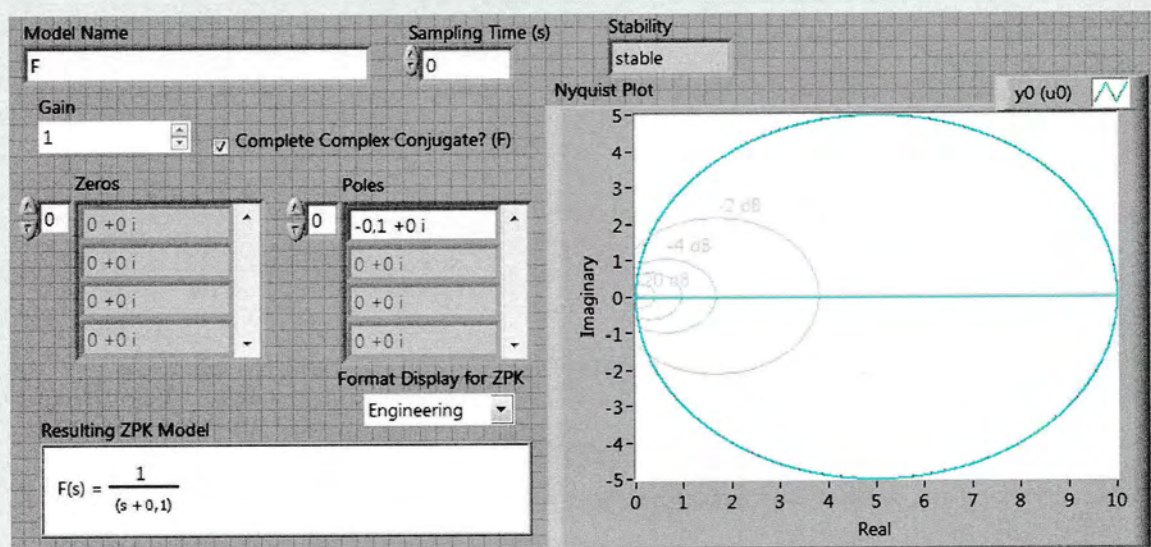 Model Name
F
Sampling Time (s)
0
Stability
stable
Gain
1
Complete Complex Conjugate? (F)
Zeros
0
0 +0 i
0 +0 i
0 +0 i
0 +0 i
Poles
0
-0,1 +0 i
0 +0 i
0 +0 i
0 +0 i
Format Display for ZPK
Engineering
Resulting ZPK Model
F(s) = 1
(s + 0,1)
Nyquist Plot
y0 (u0)
Imaginary
5
4
3
2
1
0
-1
-2
-3
-4
-5
-2 dB
-4 dB
20 dB
0 1 2 3 4 5 6 7 8 9 10
Real